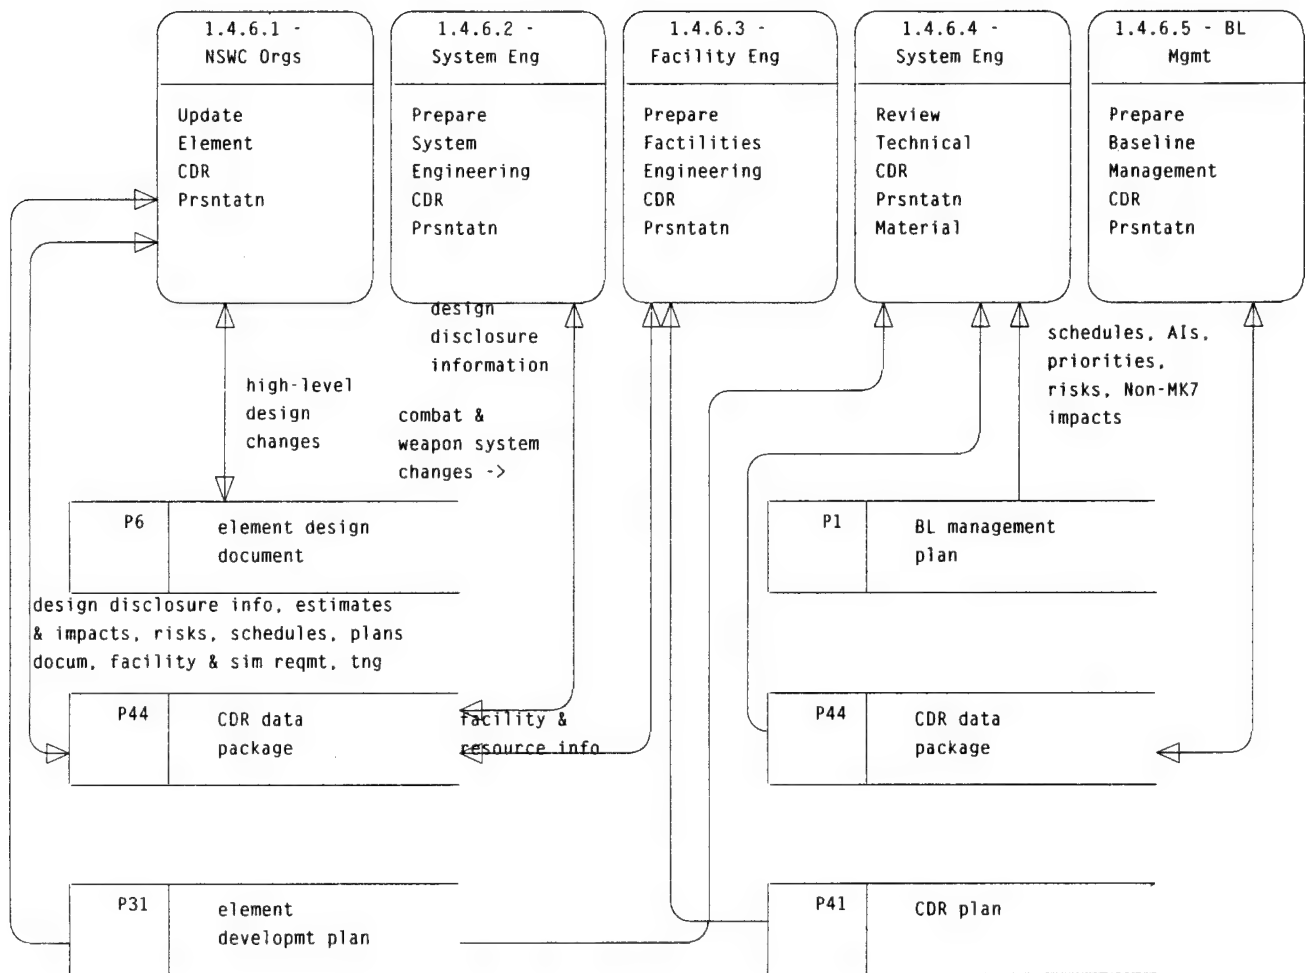 1.4.6.1 -
NSWC Orgs
Update
Element
CDR
Prsntatn
1.4.6.2 -
System Eng
Prepare
System
Engineering
CDR
Prsntatn
1.4.6.3 -
Facility Eng
Prepare
Factilities
Engineering
CDR
Prsntatn
1.4.6.4 -
System Eng
Review
Technical
CDR
Prsntatn
Material
1.4.6.5 - BL
Mgmt
Prepare
Baseline
Management
CDR
Prsntatn
design
disclosure
information
high-level
design
changes
combat &
weapon system
changes ->
schedules, AIs,
priorities,
risks, Non-MK7
impacts
P6
element design
document
P1
BL management
plan
design disclosure info, estimates
& impacts, risks, schedules, plans
docum, facility & sim reqmt, tng
P44
CDR data
package
facility &
resource info
P44
CDR data
package
P31
element
developmt plan
P41
CDR plan